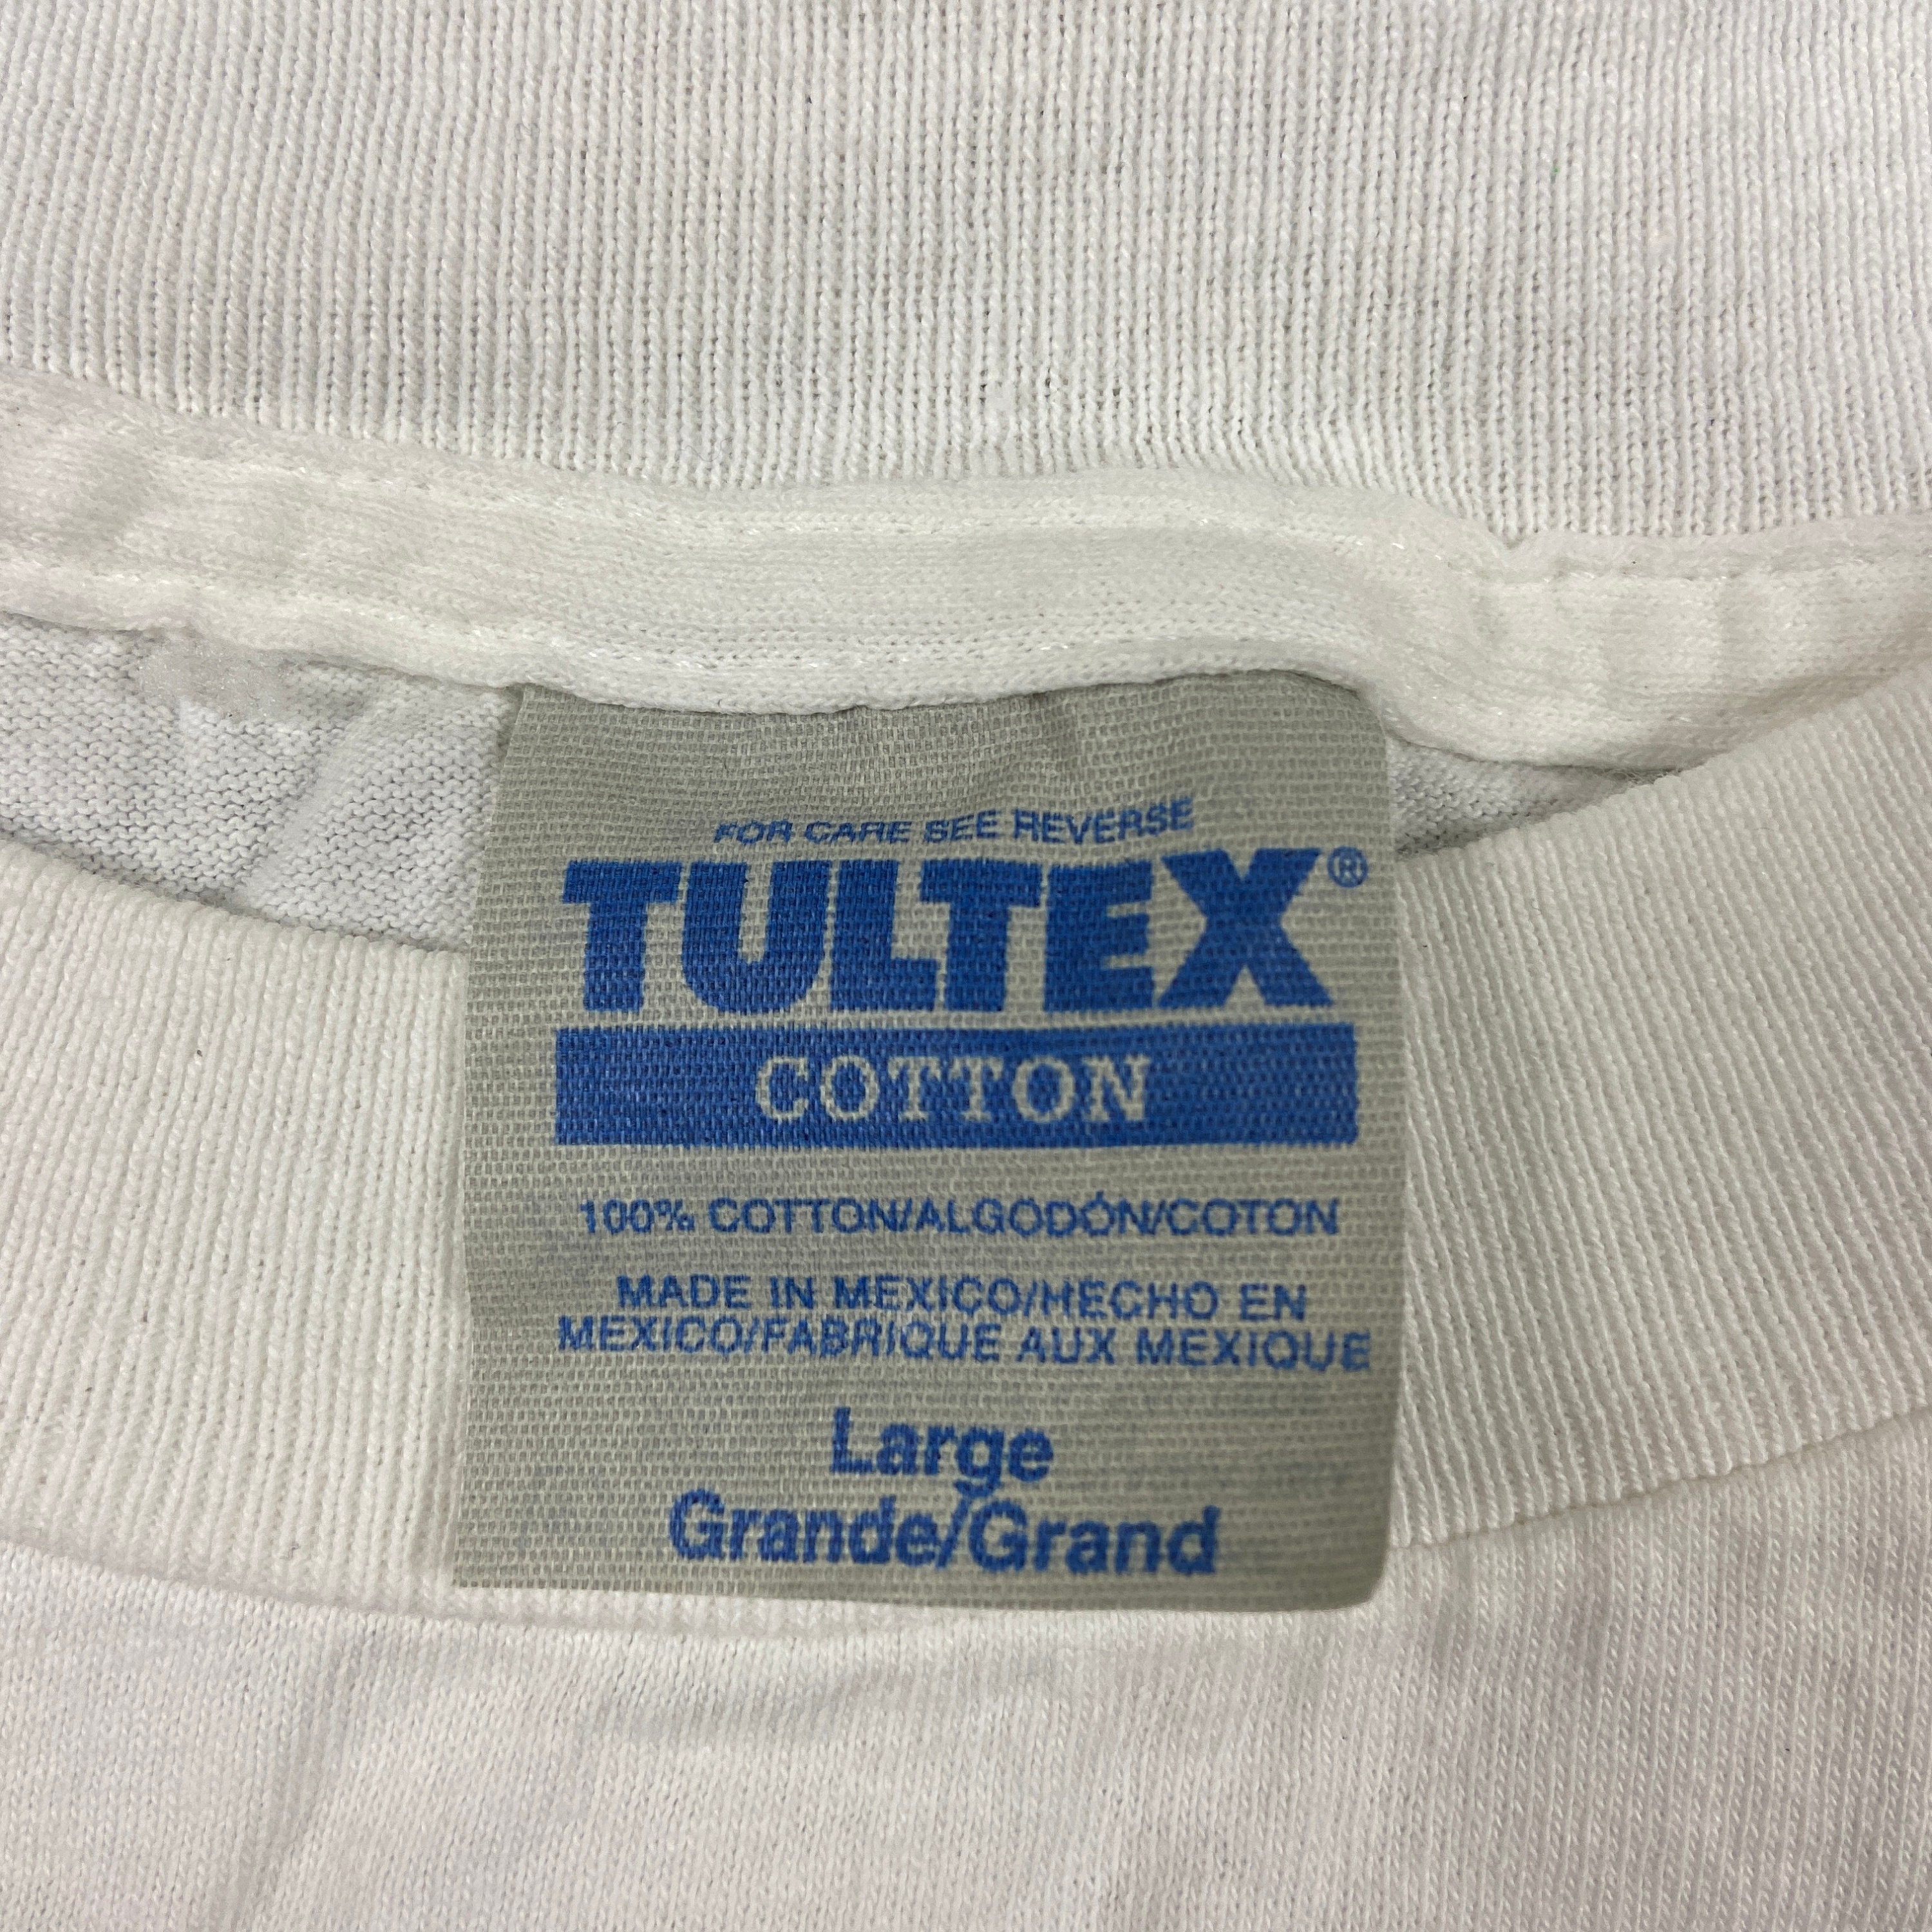 FOR CARE SEE REVERSE
TULTEX®
COTTON
100% COTTON/ALGODÓN/COTON
MADE IN MEXICO/HECHO EN
MEXICO/FABRIQUE AUX MEXIQUE
Large
Grande/Grand